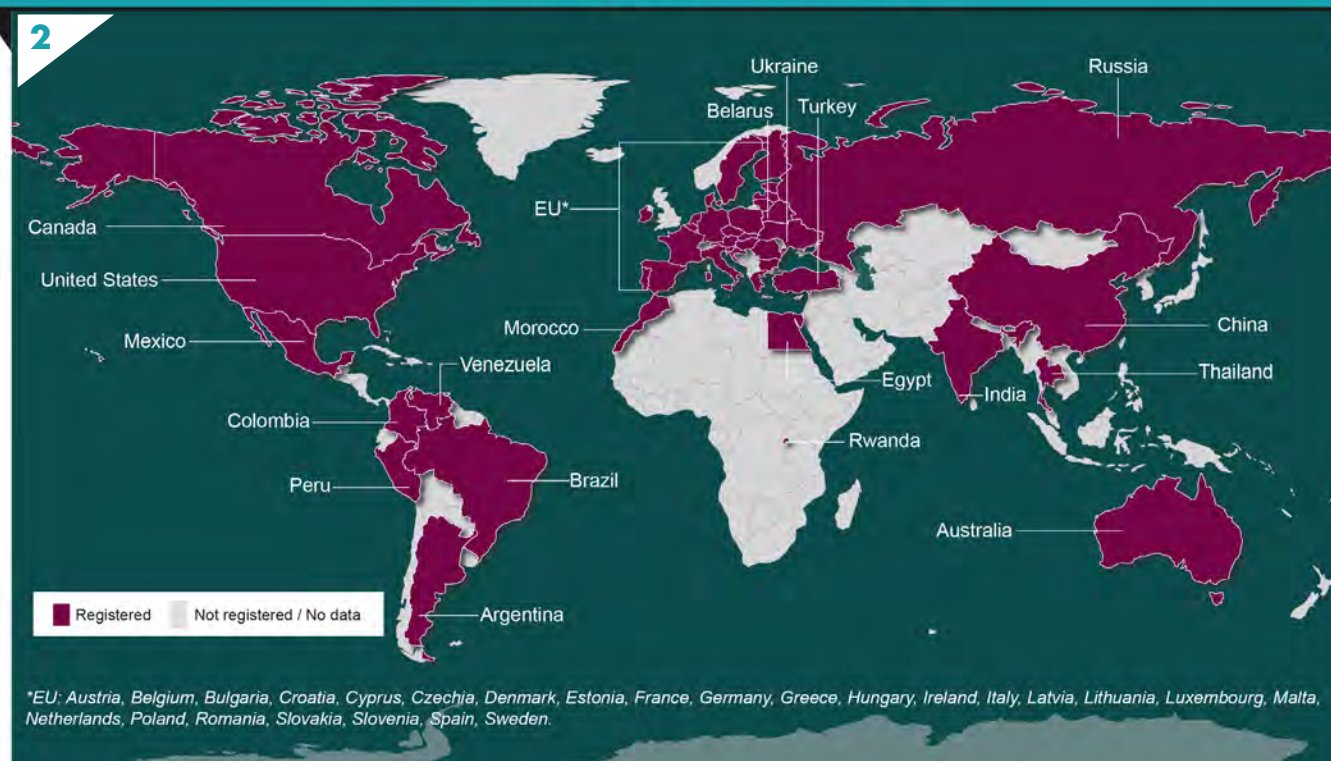 2
Ukraine
Russia
Belarus
Turkey
EU*
Canada
United States
Mexico
Morocco
China
Venezuela
Thailand
Egypt
India
Colombia
Rwanda
Peru
Brazil
Australia
Registered
Not registered / No data
Argentina
*EU: Austria, Belgium, Bulgaria, Croatia, Cyprus, Czechia, Denmark, Estonia, France, Germany, Greece, Hungary, Ireland, Italy, Latvia, Lithuania, Luxembourg, Malta,
Netherlands, Poland, Romania, Slovakia, Slovenia, Spain, Sweden.